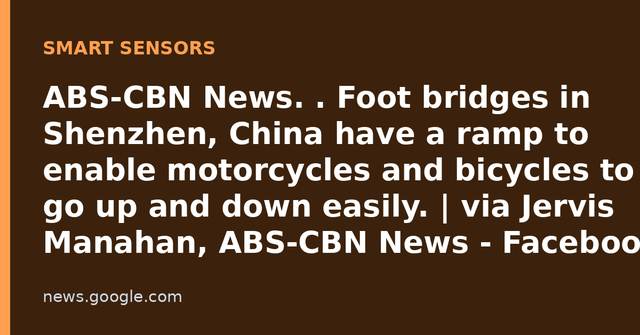 SMART SENSORS
ABS-CBN News. . Foot bridges in
Shenzhen, China have a ramp to
enable motorcycles and bicycles to
go up and down easily. | via Jervis
Manahan, ABS-CBN News - Faceboo
news.google.com